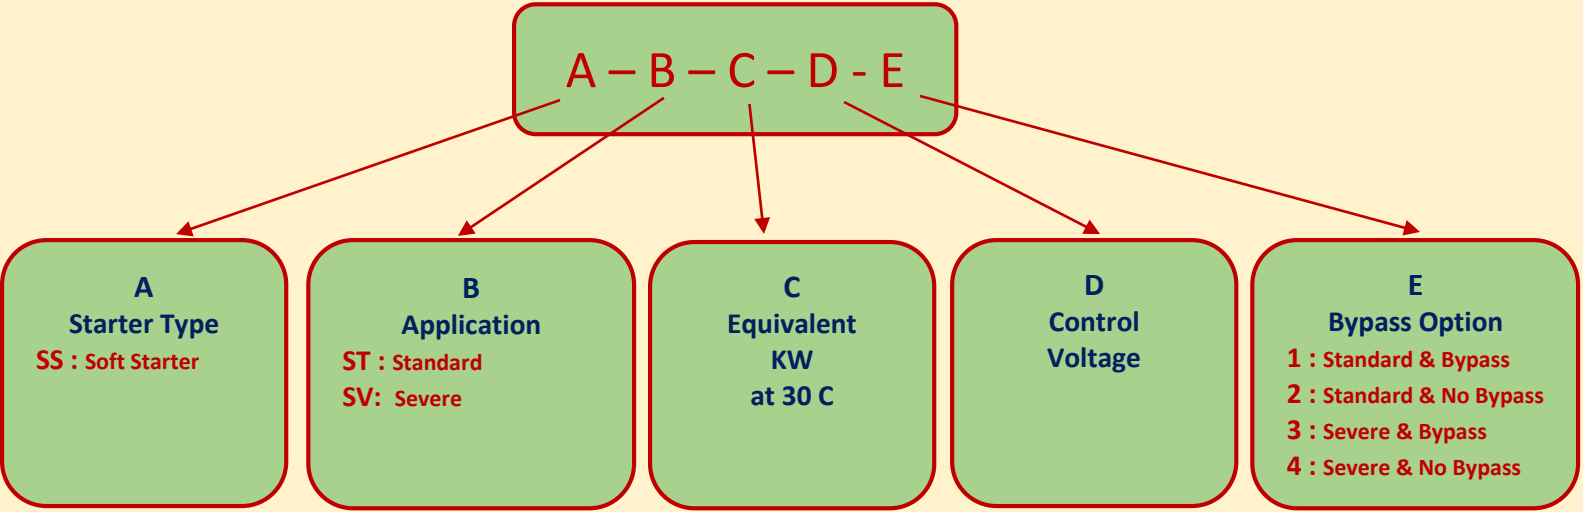 A – B – C – D - E
A
Starter Type
SS : Soft Starter
B
Application
ST : Standard
SV: Severe
C
Equivalent
KW
at 30 C
D
Control
Voltage
E
Bypass Option
1 : Standard & Bypass
2 : Standard & No Bypass
3 : Severe & Bypass
4 : Severe & No Bypass